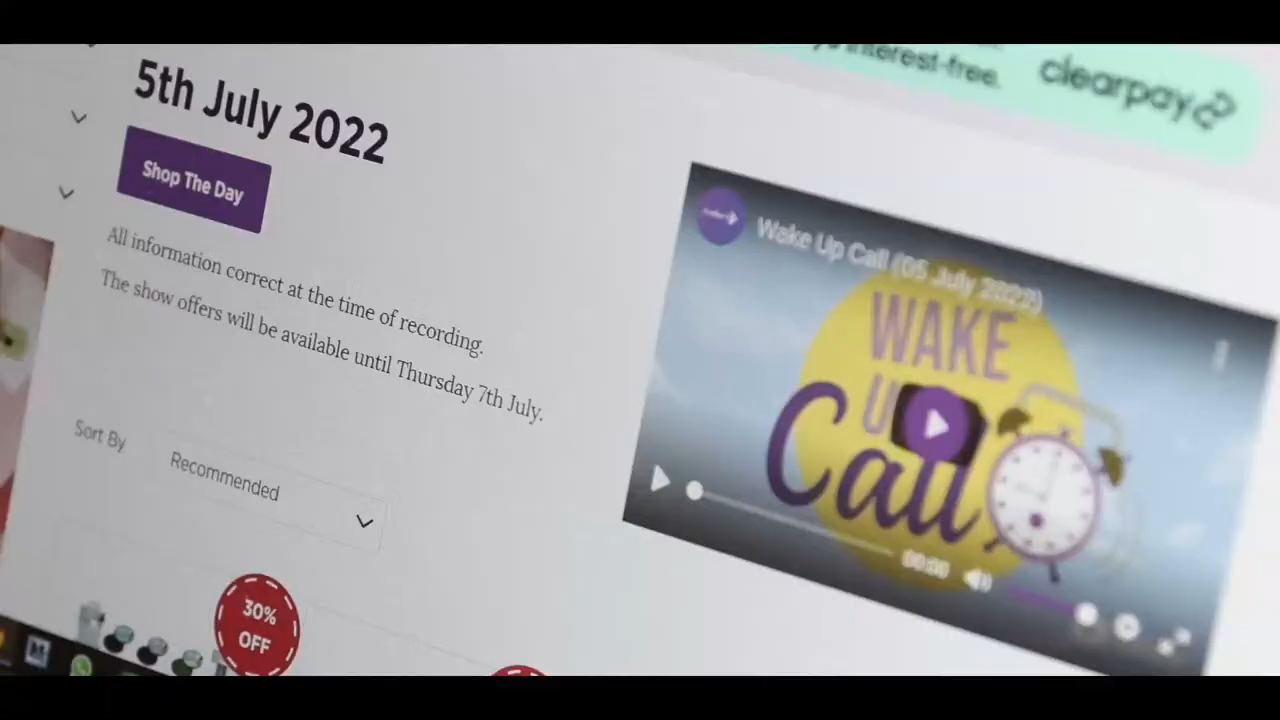 5th July 2022
Shop The Day
All information correct at the time of recording.
The show offers will be available until Thursday 7th July.
Sort By
Recommended
30%
OFF
interest-free.
clearpay
Wake Up Call (05 July 2022)
WAKE
U
Call
00:00